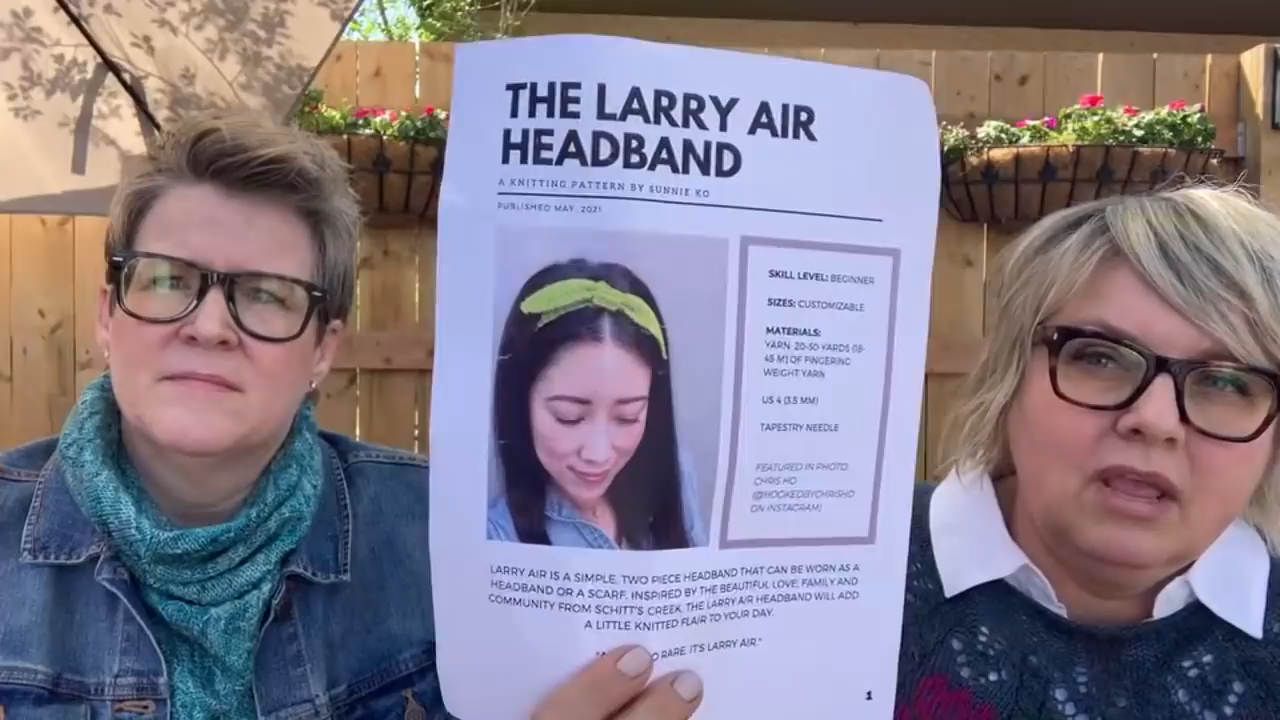 THE LARRY AIR
HEADBAND
A KNITTING PATTERN BY SUNNIE KO
PUBLISHED MAY, 2021
SKILL LEVEL: BEGINNER
SIZES: CUSTOMIZABLE
MATERIALS:
YARN: 20-50 YARDS (18-
45 M) OF FINGERING
WEIGHT YARN
US 4 (3.5 MM)
TAPESTRY NEEDLE
FEATURED IN PHOTO:
CHRIS HO
(@HOOKEDBYCHRISHO
ON INSTAGRAM)
LARRY AIR IS A SIMPLE, TWO PIECE HEADBAND THAT CAN BE WORN AS A
HEADBAND OR A SCARF. INSPIRED BY THE BEAUTIFUL LOVE, FAMILY AND
COMMUNITY FROM SCHITT'S CREEK, THE LARRY AIR HEADBAND WILL ADD
A LITTLE KNITTED FLAIR TO YOUR DAY.
RARE. IT'S LARRY AIR."
1